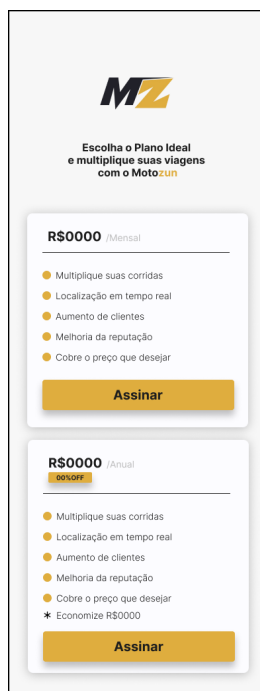 MZ
Escolha o Plano Ideal
e multiplique suas viagens
com o Motozun
R$0000 /Mensal
Multiplique suas corridas
Localização em tempo real
Aumento de clientes
Melhoria da reputação
Cobre o preço que desejar
Assinar
R$0000 /Anual
00%OFF
Multiplique suas corridas
Localização em tempo real
Aumento de clientes
Melhoria da reputação
Cobre o preço que desejar
* Economize R$0000
Assinar